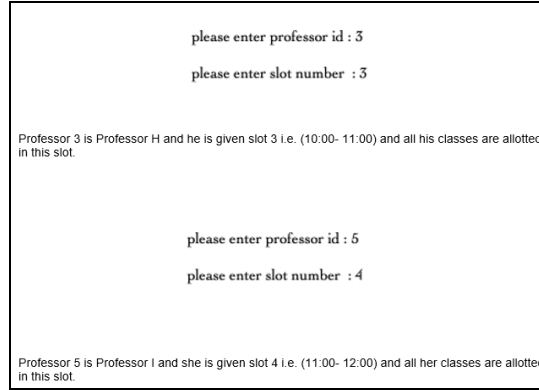 please enter professor id : 3
please enter slot number : 3
Professor 3 is Professor H and he is given slot 3 i.e. (10:00- 11:00) and all his classes are allotted
in this slot.
please enter professor id : 5
please enter slot number : 4
Professor 5 is Professor I and she is given slot 4 i.e. (11:00- 12:00) and all her classes are allotted
in this slot.